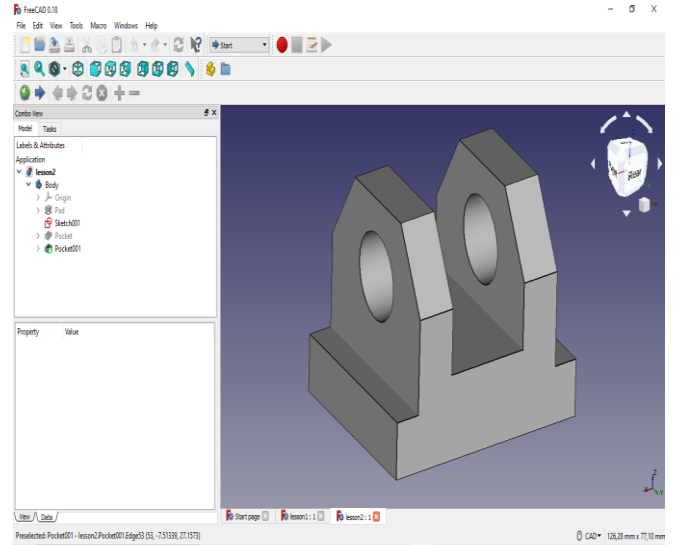 FreeCAD 0.18
File Edit View Tools Macro Windows Help
Start
Combo View
Model Tasks
Labels & Attributes
Application
lesson2
Body
Origin
Pad
Sketch001
Pocket
Pocket001
Property Value
Rear
Z
Y
View Data
Start page lesson1 : 1 lesson2 : 1
Preselected: Pocket001 - lesson2.Pocket001.Edge53 (53, -7.51339, 27.1573) CAD 126,28 mm x 77,10 mm